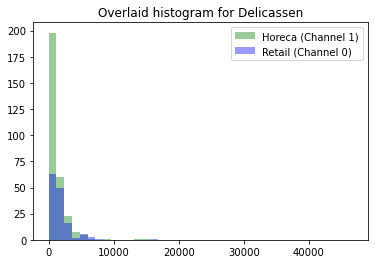 Overlaid histogram for Delicassen
Horeca (Channel 1)
Retail (Channel 0)
200
175
150
125
100
75
50
25
0
0 10000 20000 30000 40000